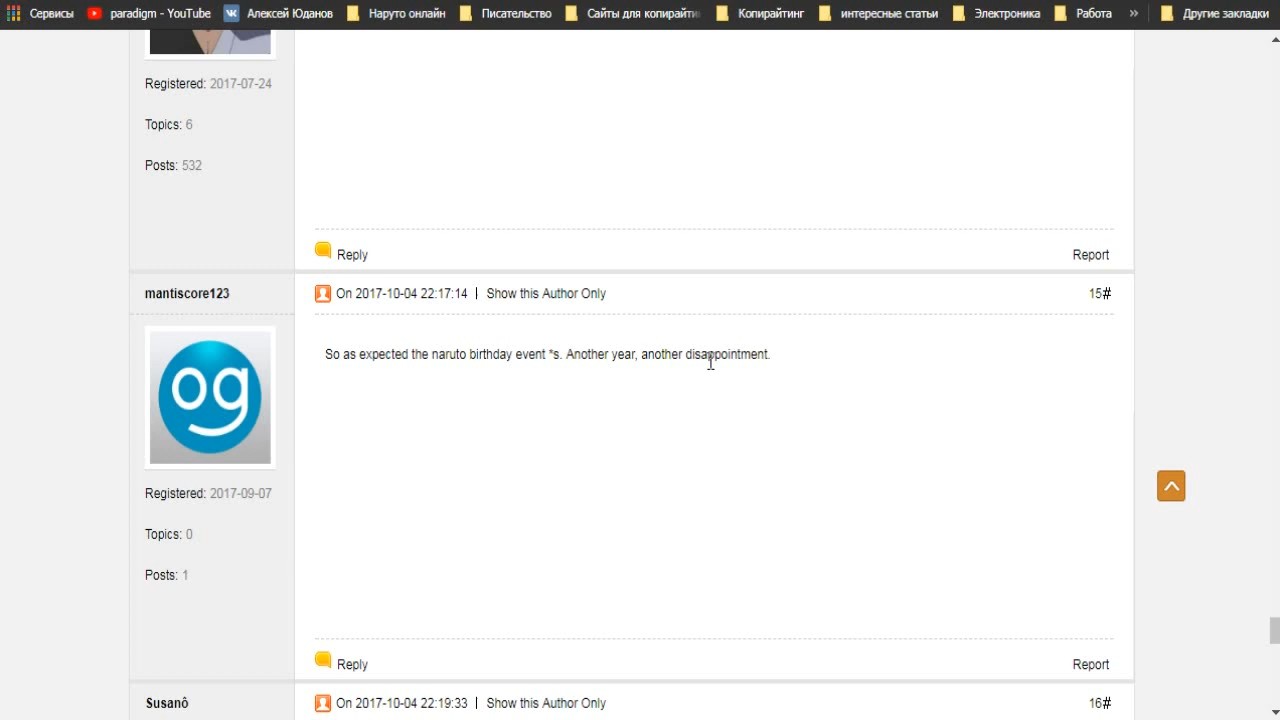 Сервисы paradigm - YouTube Алексей Юданов Наруто онлайн Писательство Сайты для копирайти Копирайтинг интересные статьи Электроника Работа » Другие закладки
Registered: 2017-07-24
Topics: 6
Posts: 532
Reply Report
mantiscore123 On 2017-10-04 22:17:14 | Show this Author Only 15#
So as expected the naruto birthday event *s. Another year, another disappointment.
og
Registered: 2017-09-07
Topics: 0
Posts: 1
Reply Report
Susanô On 2017-10-04 22:19:33 | Show this Author Only 16#